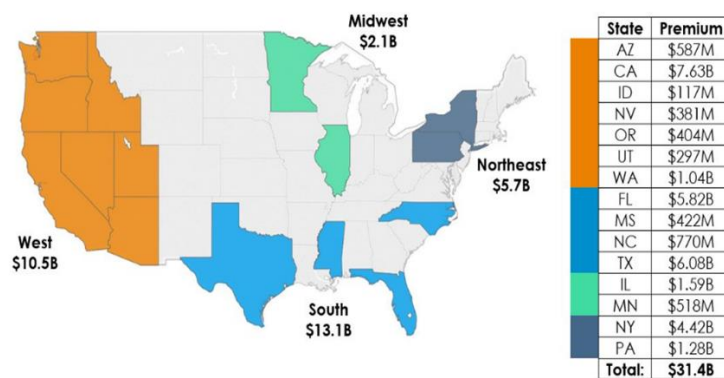 Midwest
$2.1B
Northeast
$5.7B
West
$10.5B
South
$13.1B
State Premium
AZ $587M
CA $7.63B
ID $117M
NV $381M
OR $404M
UT $297M
WA $1.04B
FL $5.82B
MS $422M
NC $770M
TX $6.08B
IL $1.59B
MN $518M
NY $4.42B
PA $1.28B
Total: $31.4B